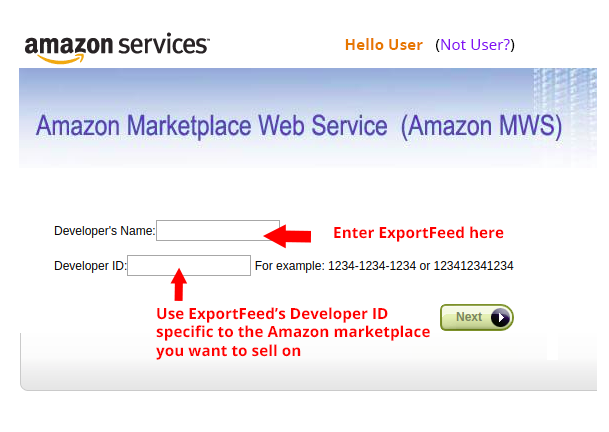 amazon services
Hello User (Not User?)
Amazon Marketplace Web Service (Amazon MWS)
Developer's Name:
Enter ExportFeed here
Developer ID:
For example: 1234-1234-1234 or 123412341234
Use ExportFeed's Developer ID
specific to the Amazon marketplace
you want to sell on
Next